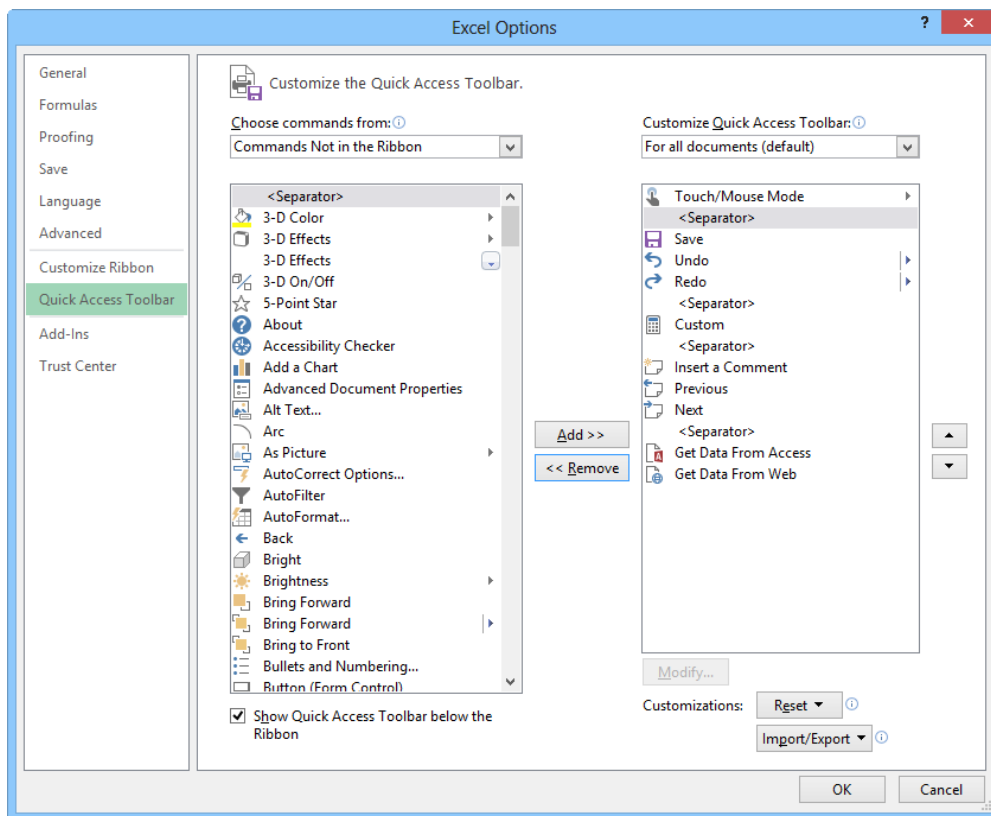 Excel Options
?
General
Formulas
Proofing
Save
Language
Advanced
Customize Ribbon
Quick Access Toolbar
Add-Ins
Trust Center
Customize the Quick Access Toolbar.
Choose commands from:
Commands Not in the Ribbon
<Separator>
3-D Color
3-D Effects
3-D Effects
3-D On/Off
5-Point Star
About
Accessibility Checker
Add a Chart
Advanced Document Properties
Alt Text...
Arc
As Picture
AutoCorrect Options...
AutoFilter
AutoFormat...
Back
Bright
Brightness
Bring Forward
Bring Forward
Bring to Front
Bullets and Numbering...
Button (Form Control)
Show Quick Access Toolbar below the
Ribbon
Add >>
<< Remove
Customize Quick Access Toolbar:
For all documents (default)
Touch/Mouse Mode
<Separator>
Save
Undo
Redo
<Separator>
Custom
<Separator>
Insert a Comment
Previous
Next
<Separator>
Get Data From Access
Get Data From Web
Modify...
Customizations:
Reset
Import/Export
OK
Cancel